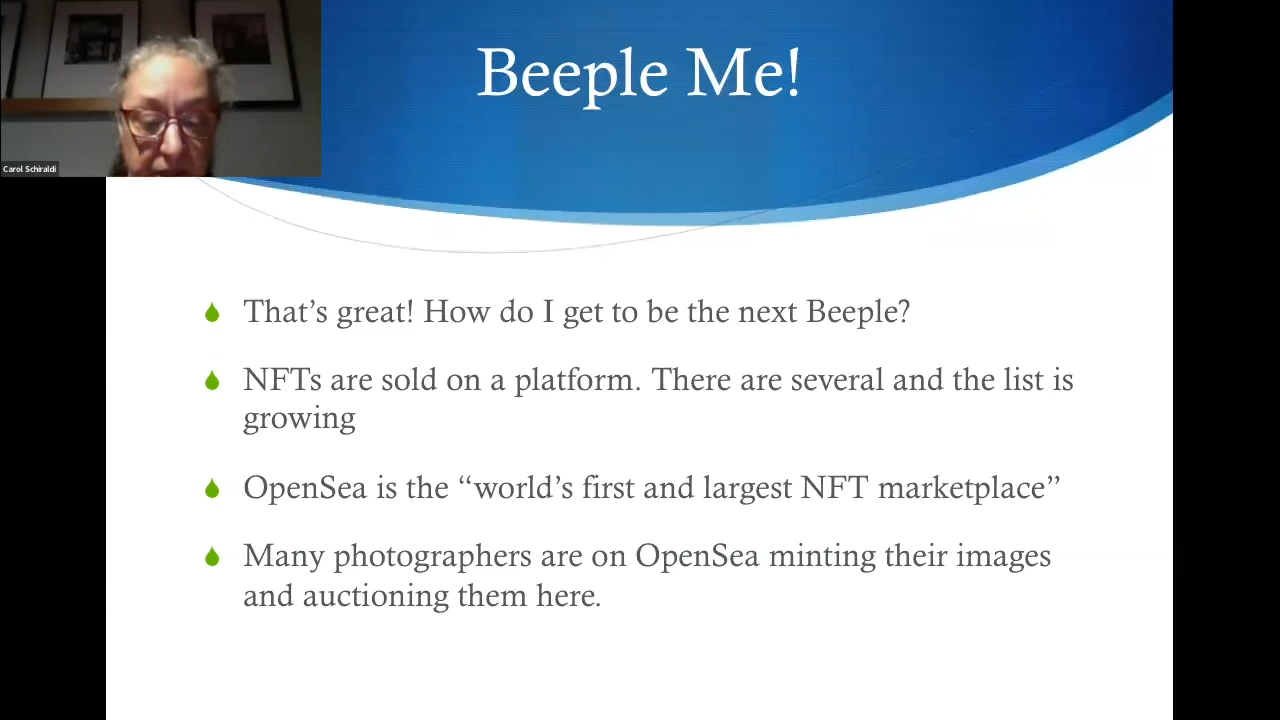 Beeple Me!
Carol Schiraldi
That’s great! How do I get to be the next Beeple?
NFTs are sold on a platform. There are several and the list is
growing
OpenSea is the “world’s first and largest NFT marketplace”
Many photographers are on OpenSea minting their images
and auctioning them here.